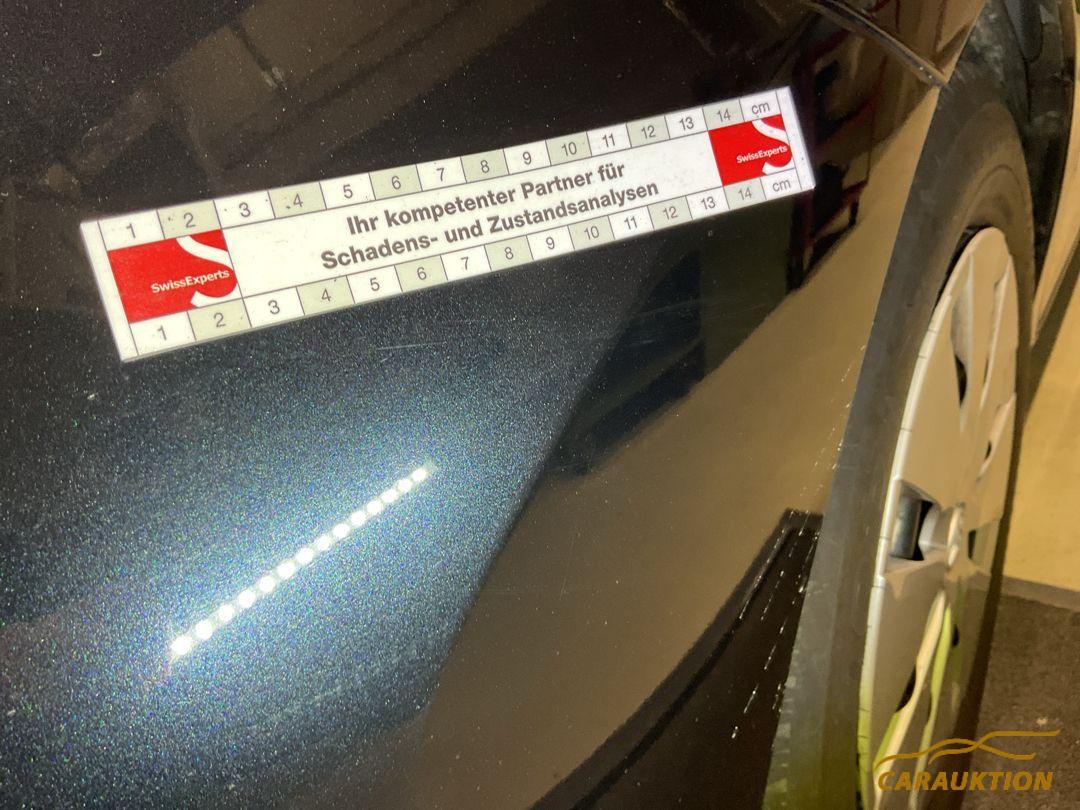 1 2 3 4 5 6 7 8 9 10 11 12 13 14 cm
SwissExperts
Ihr kompetenter Partner für
Schadens- und Zustandsanalysen
SwissExperts
1 2 3 4 5 6 7 8 9 10 11 12 13 14 cm
CARAUKTION